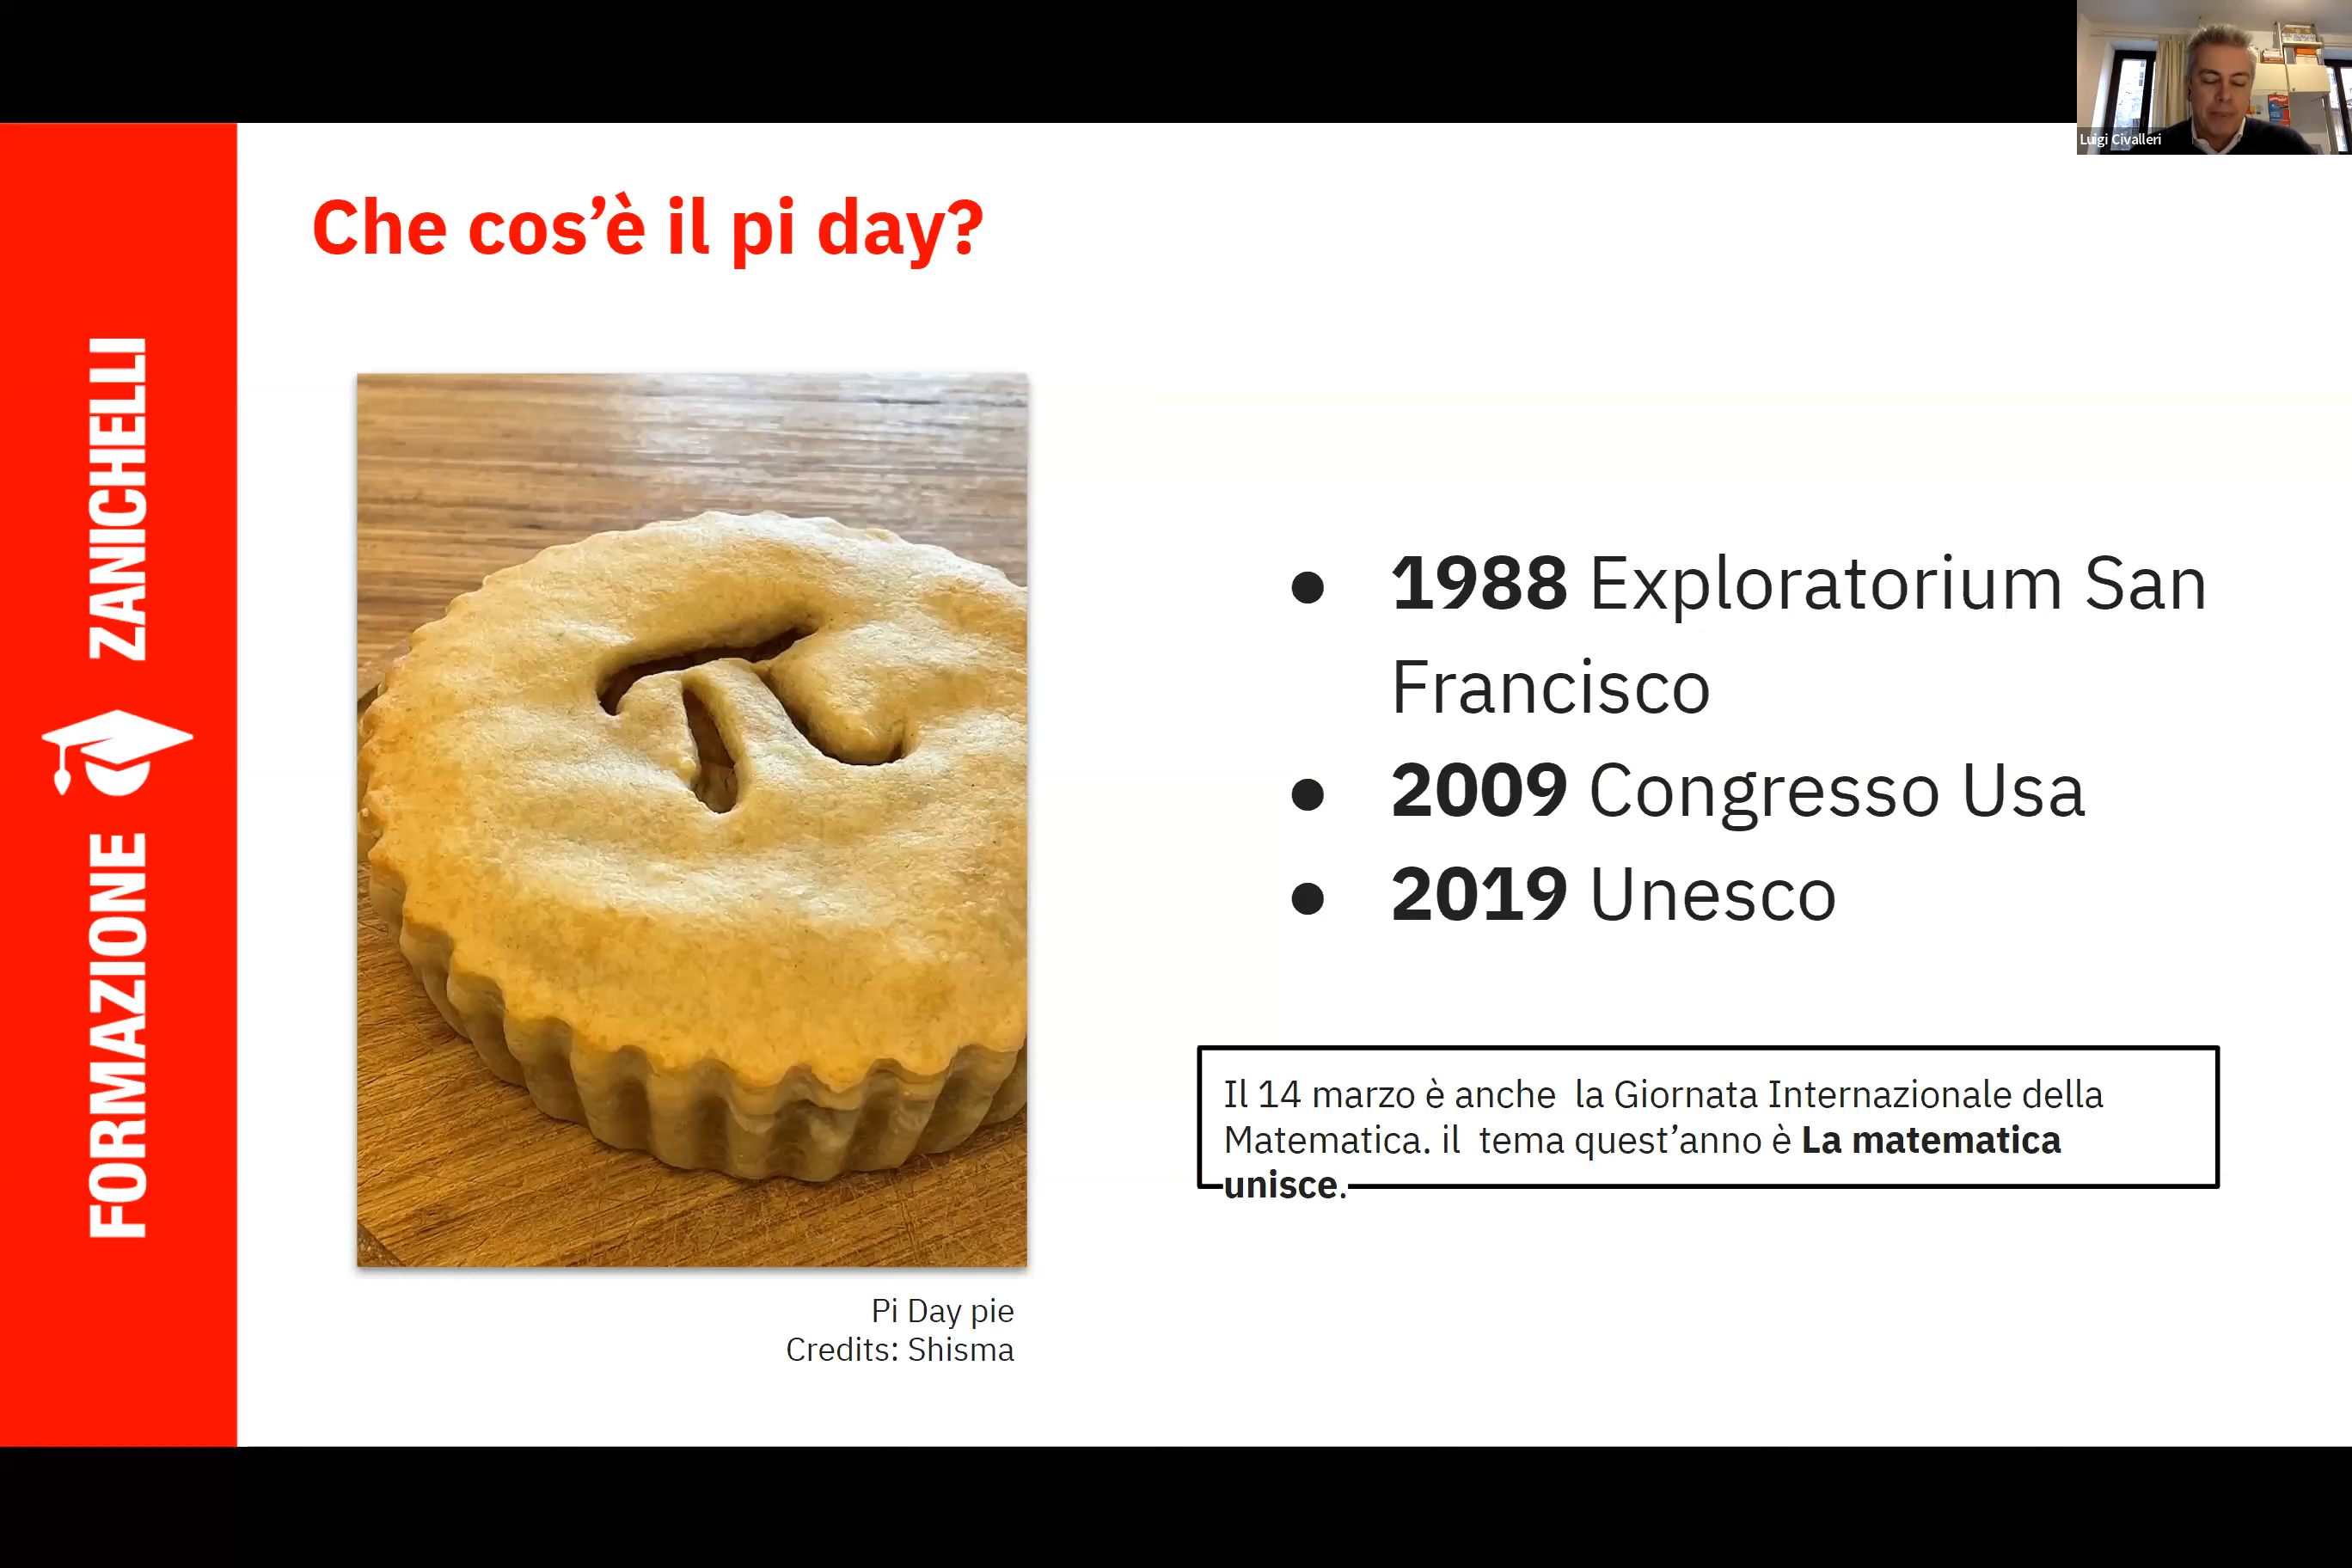 Luigi Civalleri
Che cos’è il pi day?
FORMAZIONE ZANICHELLI
π
● 1988 Exploratorium San
Francisco
● 2009 Congresso Usa
● 2019 Unesco
Il 14 marzo è anche  la Giornata Internazionale della
Matematica. il  tema quest’anno è La matematica
unisce.
Pi Day pie
Credits: Shisma